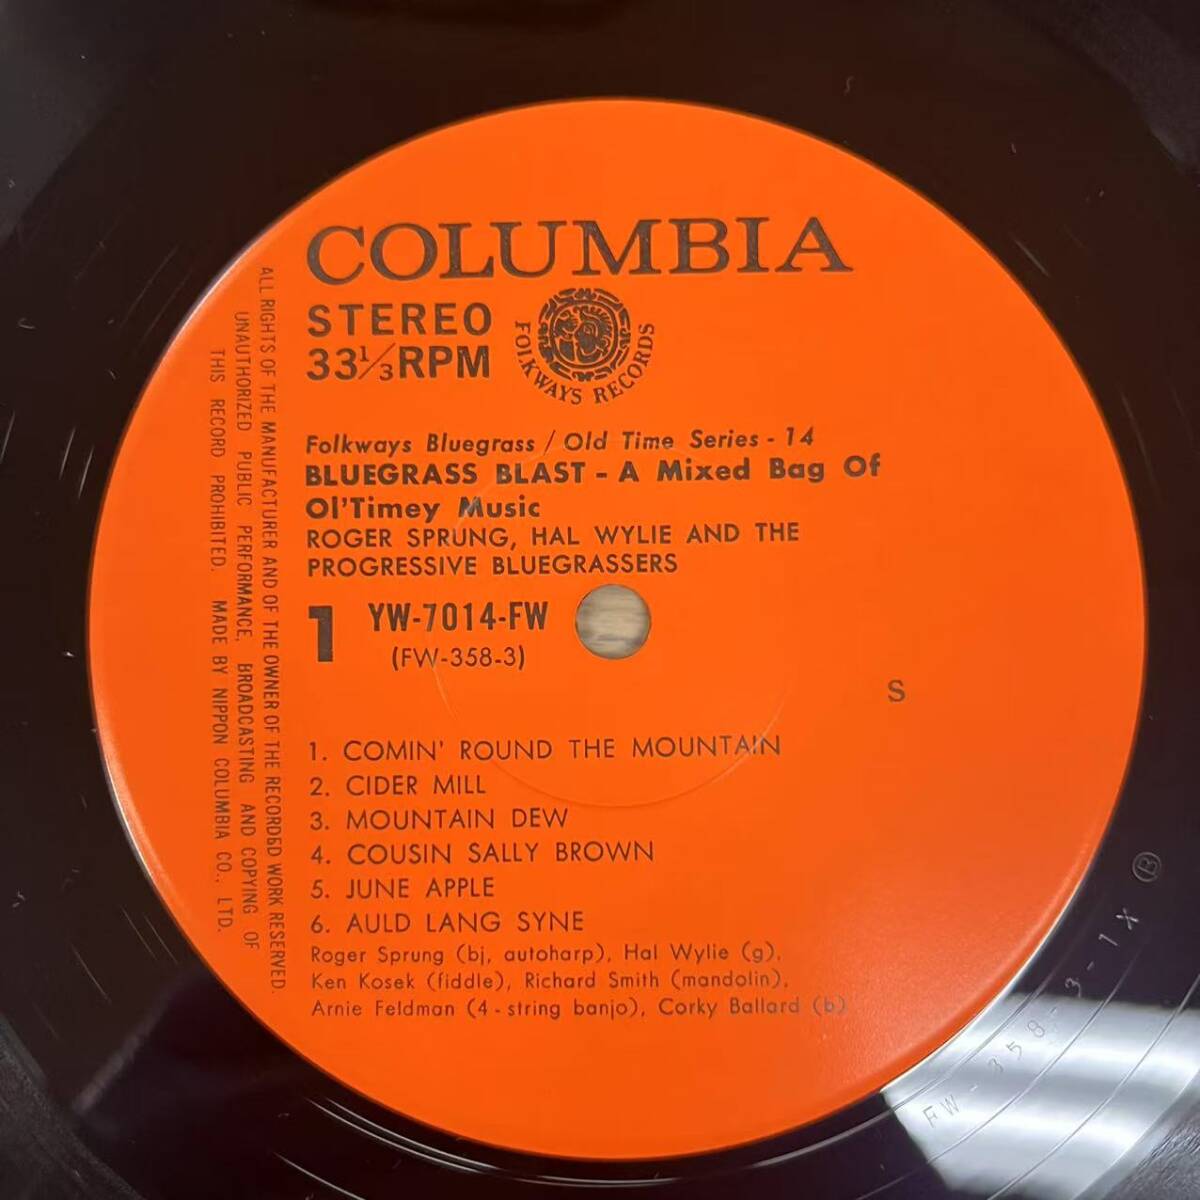 COLUMBIA
STEREO
33⅓ RPM
FOLKWAYS RECORDS
Folkways Bluegrass / Old Time Series - 14
BLUEGRASS BLAST - A Mixed Bag Of
Ol'Timey Music
ROGER SPRUNG, HAL WYLIE AND THE
PROGRESSIVE BLUEGRASSERS
1
YW-7014-FW
(FW-358-3)
S
1. COMIN' ROUND THE MOUNTAIN
2. CIDER MILL
3. MOUNTAIN DEW
4. COUSIN SALLY BROWN
5. JUNE APPLE
6. AULD LANG SYNE
Roger Sprung (bj, autoharp), Hal Wylie (g),
Ken Kosek (fiddle), Richard Smith (mandolin),
Arnie Feldman (4-string banjo), Corky Ballard (b)
ALL RIGHTS OF THE MANUFACTURER AND OF THE OWNER OF THE RECORDED WORK RESERVED.
UNAUTHORIZED PUBLIC PERFORMANCE, BROADCASTING AND COPYING OF
THIS RECORD PROHIBITED. MADE BY NIPPON COLUMBIA CO., LTD.
FW-358-3-1X Ⓑ